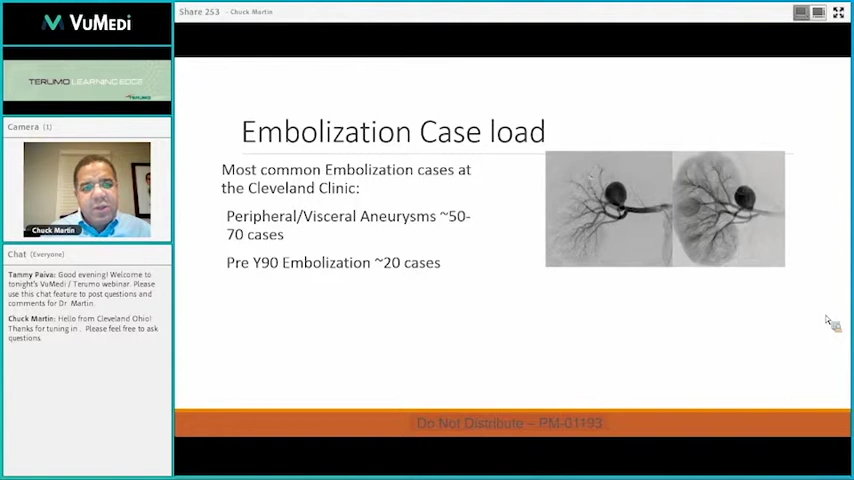 VUMEDI
TERUMO LEARNING EDGE
TERUMO
Share 253 - Chuck Martin
Camera (1)
Chuck Martin
Chat (Everyone)
Tammy Paiva: Good evening! Welcome to
tonight's VuMedi / Terumo webinar. Please
use this chat feature to post questions and
comments for Dr. Martin.
Chuck Martin: Hello from Cleveland Ohio!
Thanks for tuning in . Please feel free to ask
questions.
Embolization Case load
Most common Embolization cases at
the Cleveland Clinic:
Peripheral/Visceral Aneurysms ~50-
70 cases
Pre Y90 Embolization ~20 cases
Do Not Distribute – PM-01193